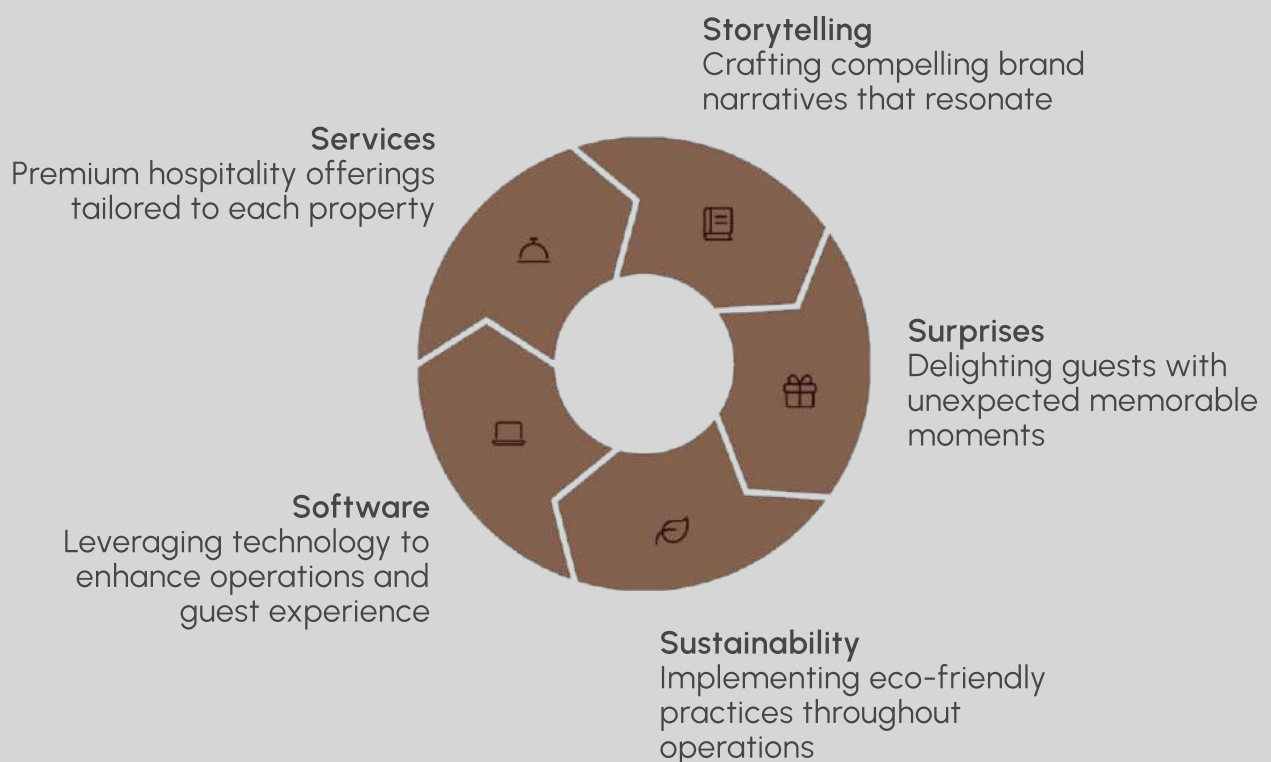 Storytelling
Crafting compelling brand
narratives that resonate
Services
Premium hospitality offerings
tailored to each property
Surprises
Delighting guests with
unexpected memorable
moments
Software
Leveraging technology to
enhance operations and
guest experience
Sustainability
Implementing eco-friendly
practices throughout
operations